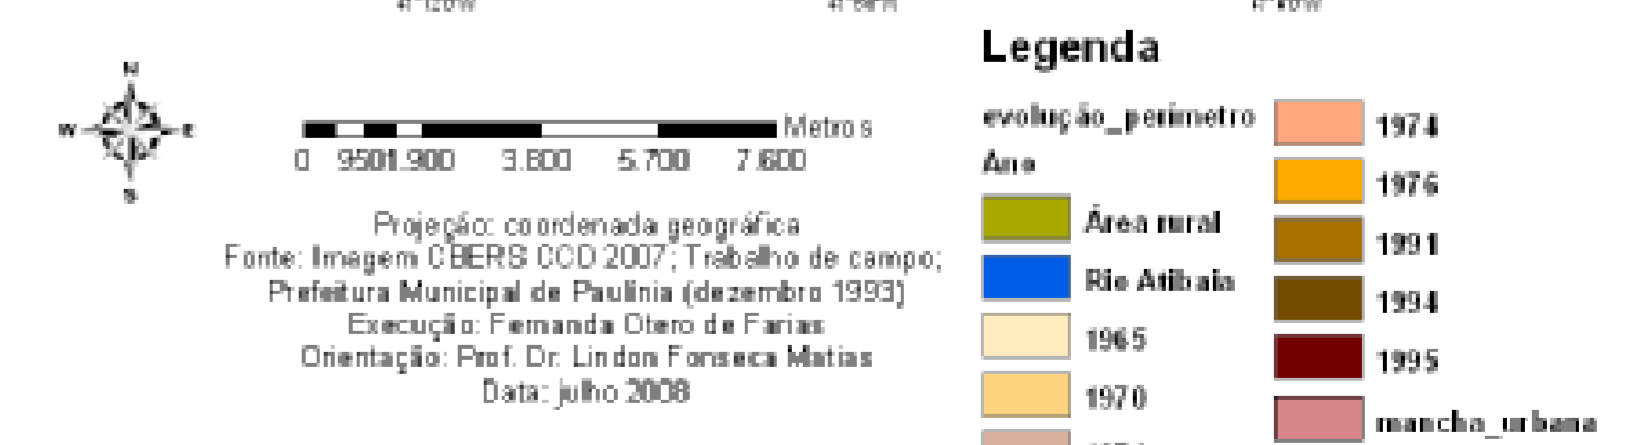 N
W E
S
Metros
0 950 1.900 3.800 5.700 7.600
Projeção: coordenada geográfica
Fonte: Imagem CBERS CCD 2007; Trabalho de campo;
Prefeitura Municipal de Paulínia (dezembro 1993)
Execução: Fernanda Otero de Farias
Orientação: Prof. Dr. Lindon Fonseca Matias
Data: julho 2008
Legenda
evolução_perimetro
Ano
Área rural
Rio Atibaia
1965
1970
1974
1976
1991
1994
1995
mancha_urbana